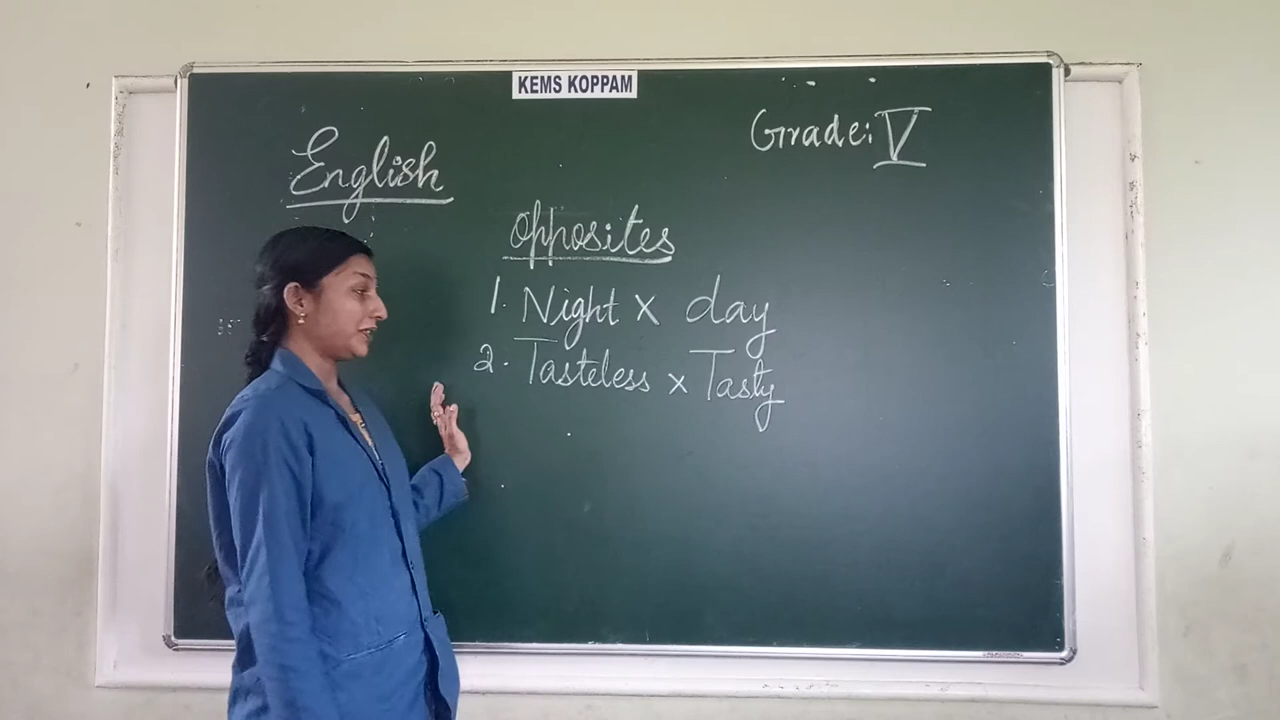 KEMS KOPPAM
Grade: V
English
Opposites
1. Night X day
2. Tasteless x Tasty